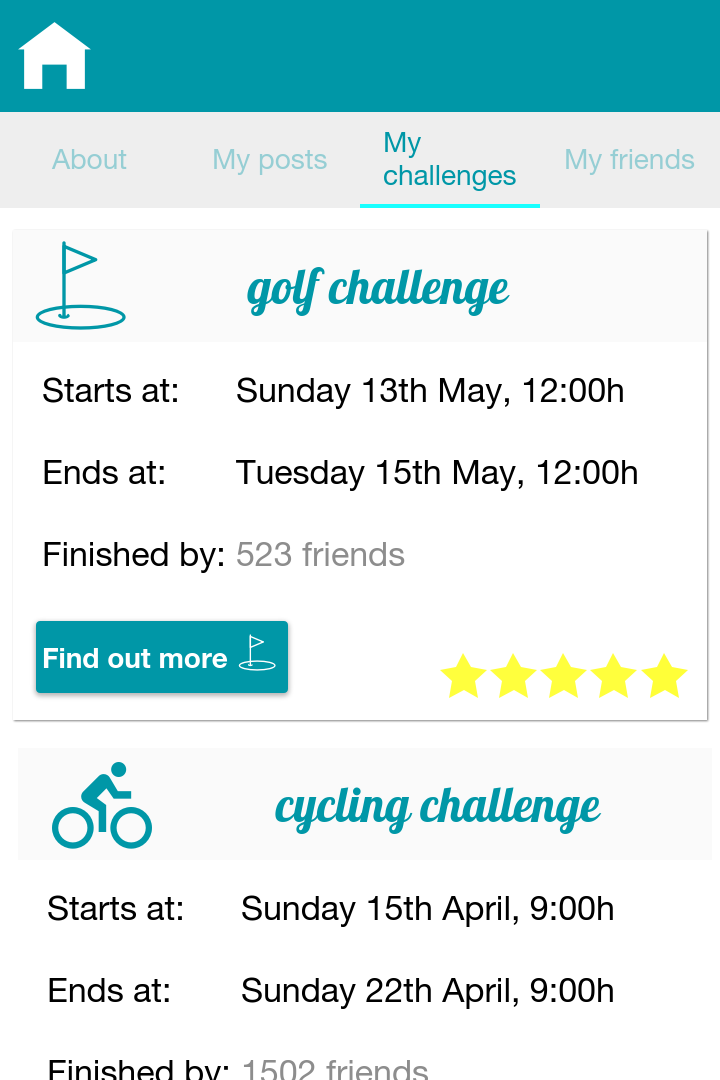 About
My posts
My
challenges
My friends
golf challenge
Starts at: Sunday 13th May, 12:00h
Ends at: Tuesday 15th May, 12:00h
Finished by: 523 friends
Find out more
cycling challenge
Starts at: Sunday 15th April, 9:00h
Ends at: Sunday 22th April, 9:00h
Finished by: 1502 friends